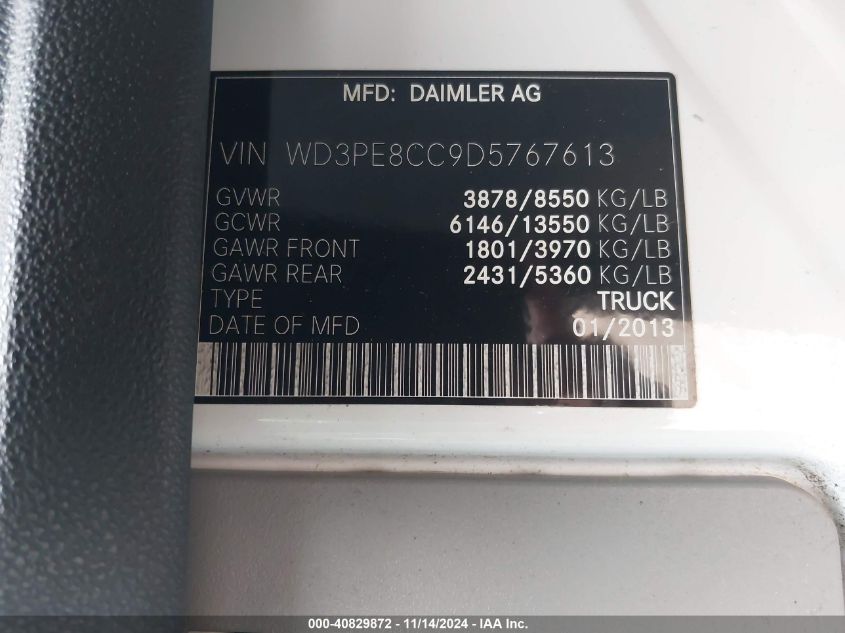 MFD: DAIMLER AG
VIN WD3PE8CC9D5767613
GVWR 3878/8550 KG/LB
GCWR 6146/13550 KG/LB
GAWR FRONT 1801/3970 KG/LB
GAWR REAR 2431/5360 KG/LB
TYPE TRUCK
DATE OF MFD 01/2013
000-40829872 - 11/14/2024 - IAA Inc.